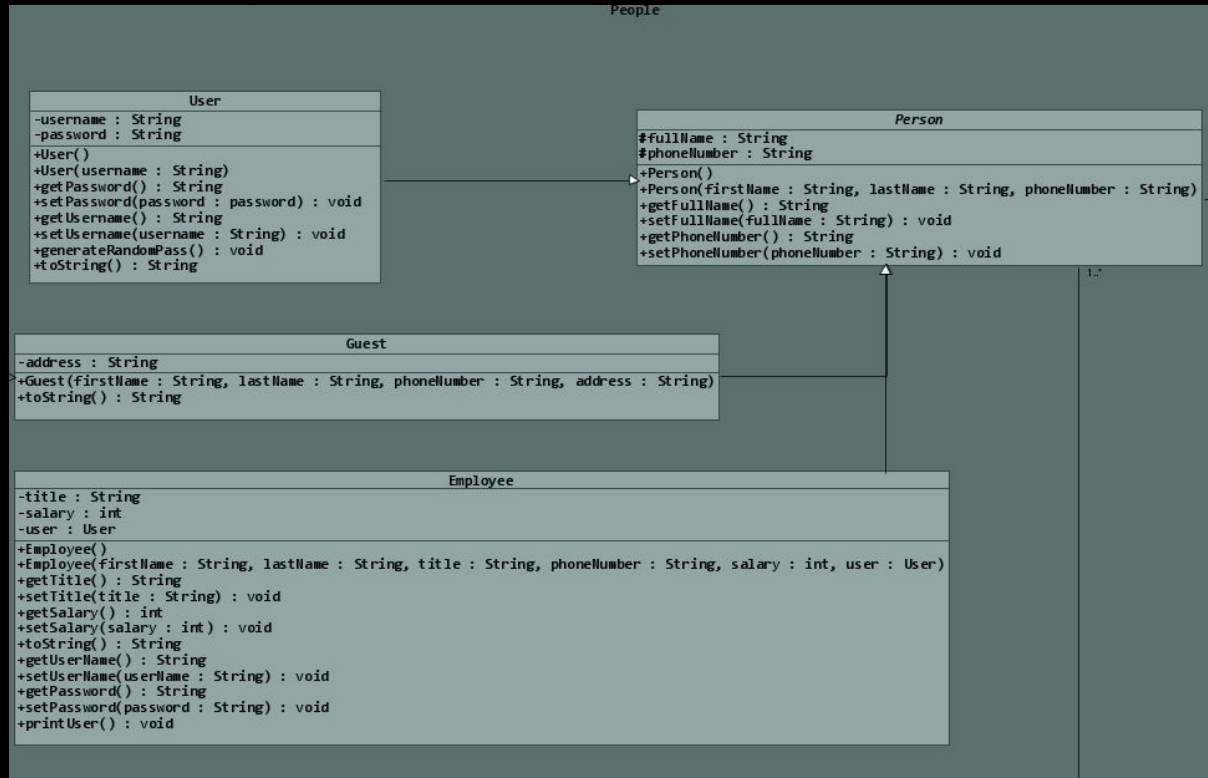 People
User
-username : String
-password : String
+User()
+User(username : String)
+getPassword() : String
+setPassword(password : password) : void
+getUsername() : String
+setUsername(username : String) : void
+generateRandomPass() : void
+toString() : String
Person
#fullName : String
#phoneNumber : String
+Person()
+Person(firstName : String, lastName : String, phoneNumber : String)
+getFullName() : String
+setFullName(fullName : String) : void
+getPhoneNumber() : String
+setPhoneNumber(phoneNumber : String) : void
1..*
Guest
-address : String
+Guest(firstName : String, lastName : String, phoneNumber : String, address : String)
+toString() : String
Employee
-title : String
-salary : int
-user : User
+Employee()
+Employee(firstName : String, lastName : String, title : String, phoneNumber : String, salary : int, user : User)
+getTitle() : String
+setTitle(title : String) : void
+getSalary() : int
+setSalary(salary : int) : void
+toString() : String
+getUserName() : String
+setUserName(userName : String) : void
+getPassword() : String
+setPassword(password : String) : void
+printUser() : void